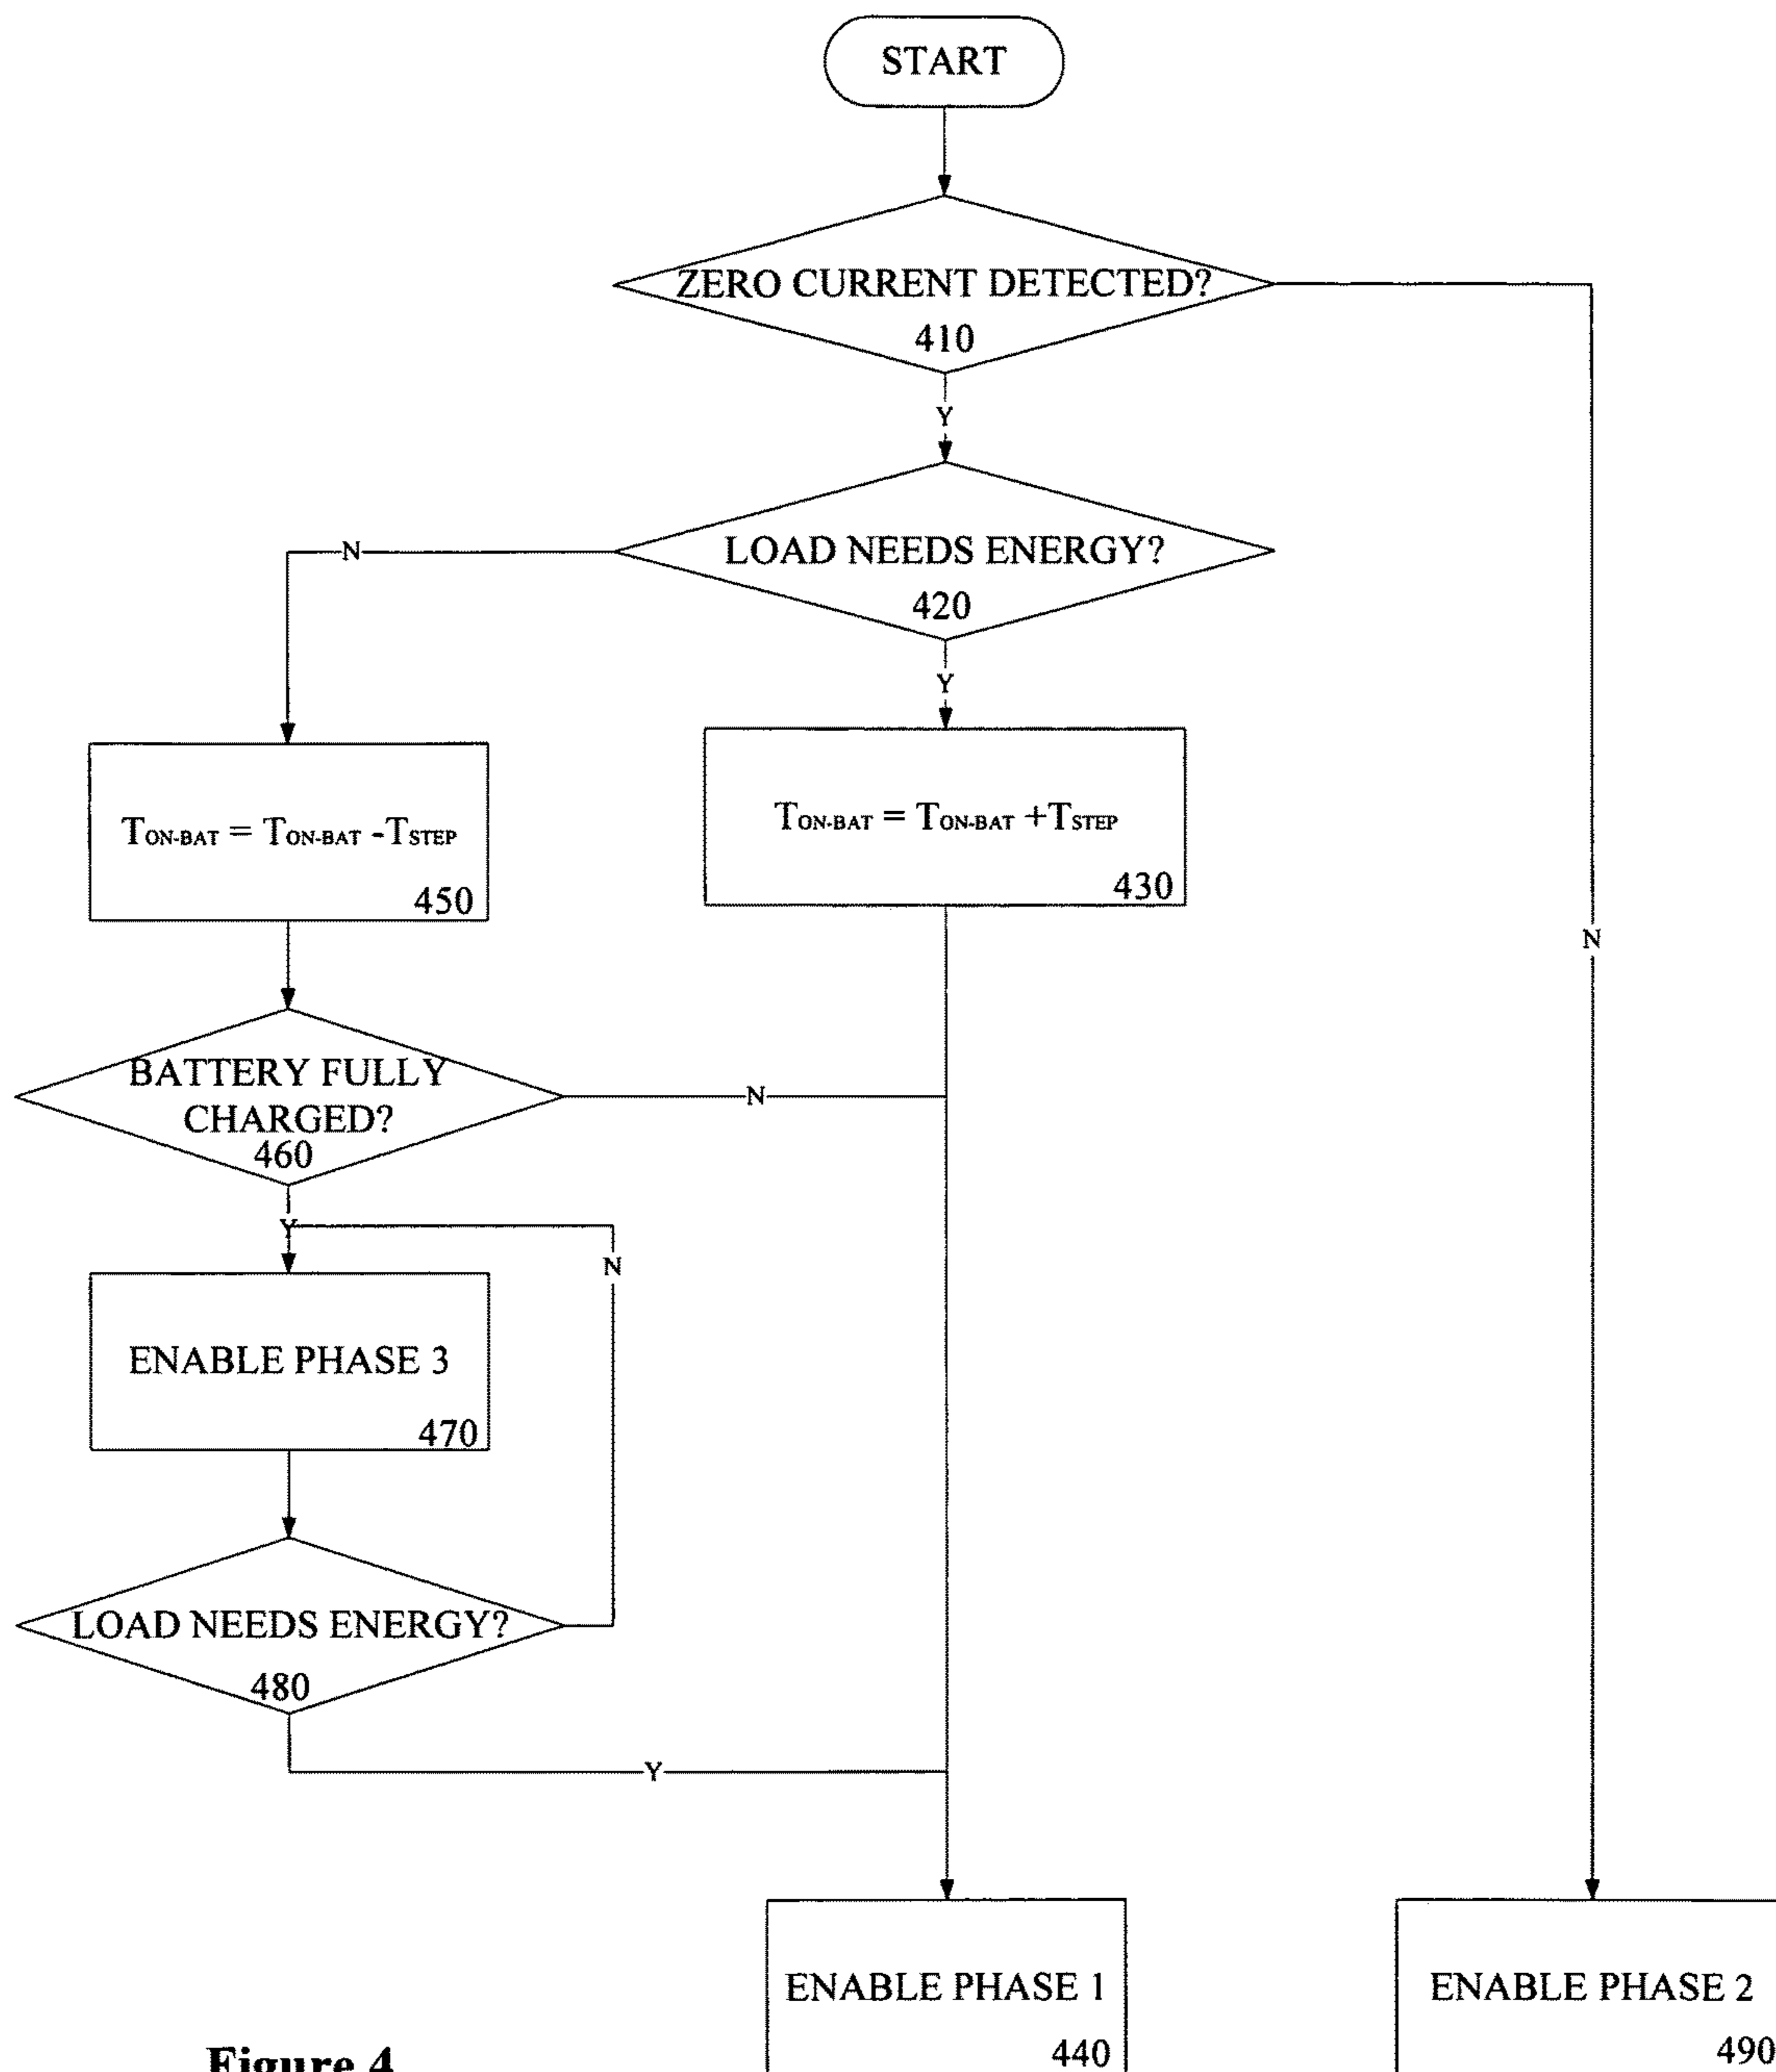 START
ZERO CURRENT DETECTED?
410
Y
LOAD NEEDS ENERGY?
420
N
Y
TON-BAT = TON-BAT -TSTEP
450
TON-BAT = TON-BAT +TSTEP
430
N
BATTERY FULLY
CHARGED?
460
N
Y
N
ENABLE PHASE 3
470
LOAD NEEDS ENERGY?
480
Y
ENABLE PHASE 1
440
ENABLE PHASE 2
490
Figure 4